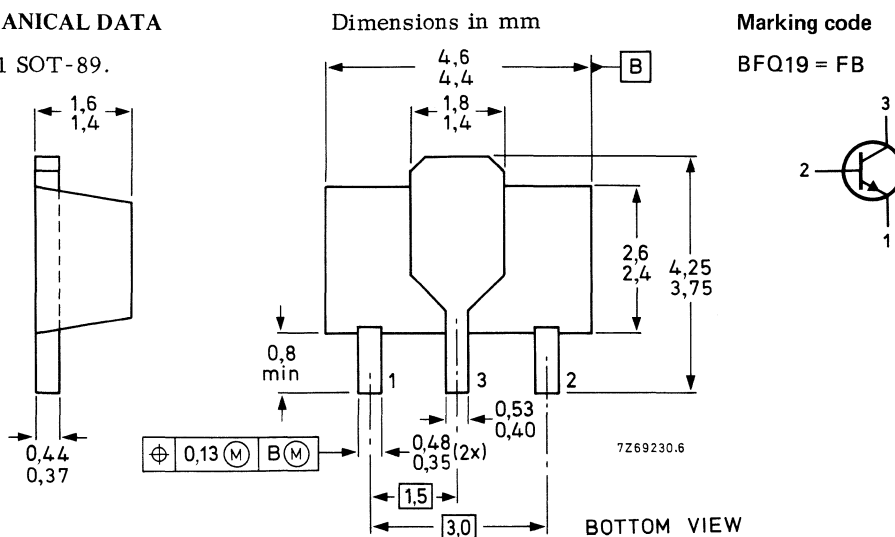 ANICAL DATA
Dimensions in mm
Marking code
1 SOT-89.
BFQ19 = FB
4,6
4,4
B
1,6
1,4
1,8
1,4
3
2
1
2,6
2,4
4,25
3,75
0,8
min
1
3
2
0,53
0,40
0,44
0,37
0,13 M B M
0,48
0,35 (2x)
7Z69230.6
1,5
3,0
BOTTOM VIEW